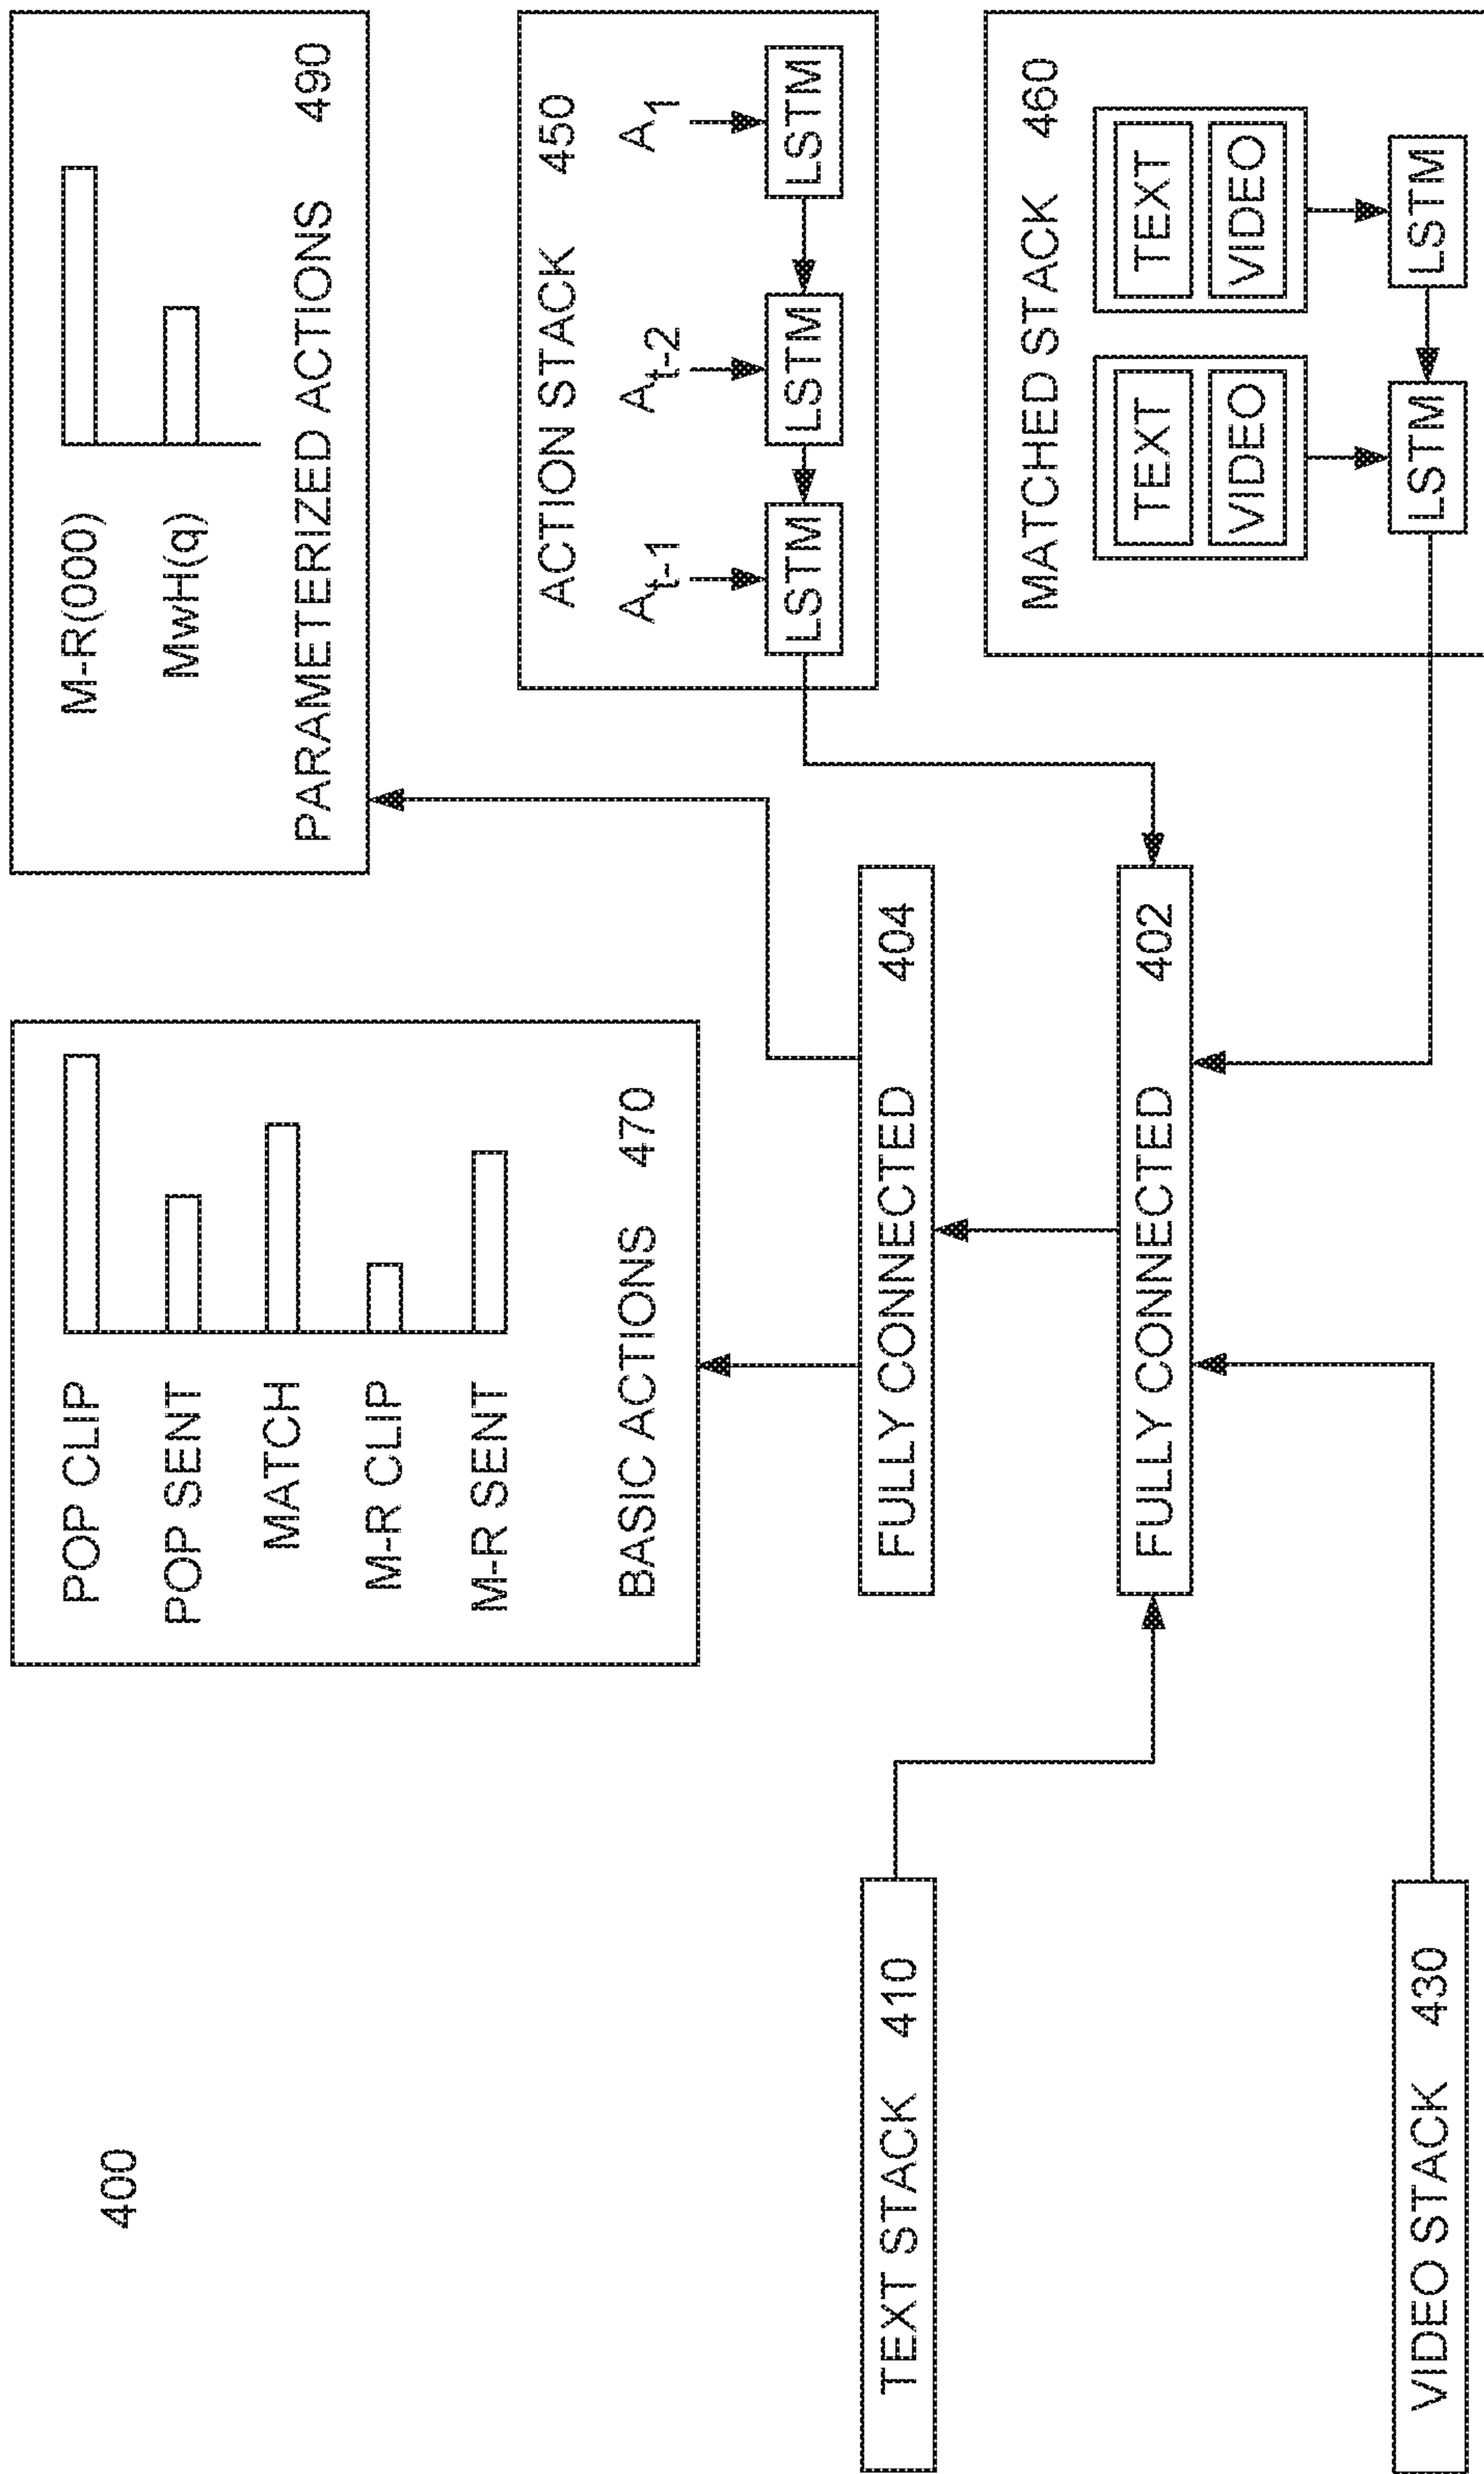 400
POP CLIP
POP SENT
MATCH
M-R CLIP
M-R SENT
BASIC ACTIONS 470
M-R(000)
MwH(q)
PARAMETERIZED ACTIONS 490
TEXT STACK 410
FULLY CONNECTED 404
FULLY CONNECTED 402
VIDEO STACK 430
ACTION STACK 450
At-1 At-2 A1
LSTM LSTM LSTM
MATCHED STACK 460
TEXT TEXT
VIDEO VIDEO
LSTM LSTM